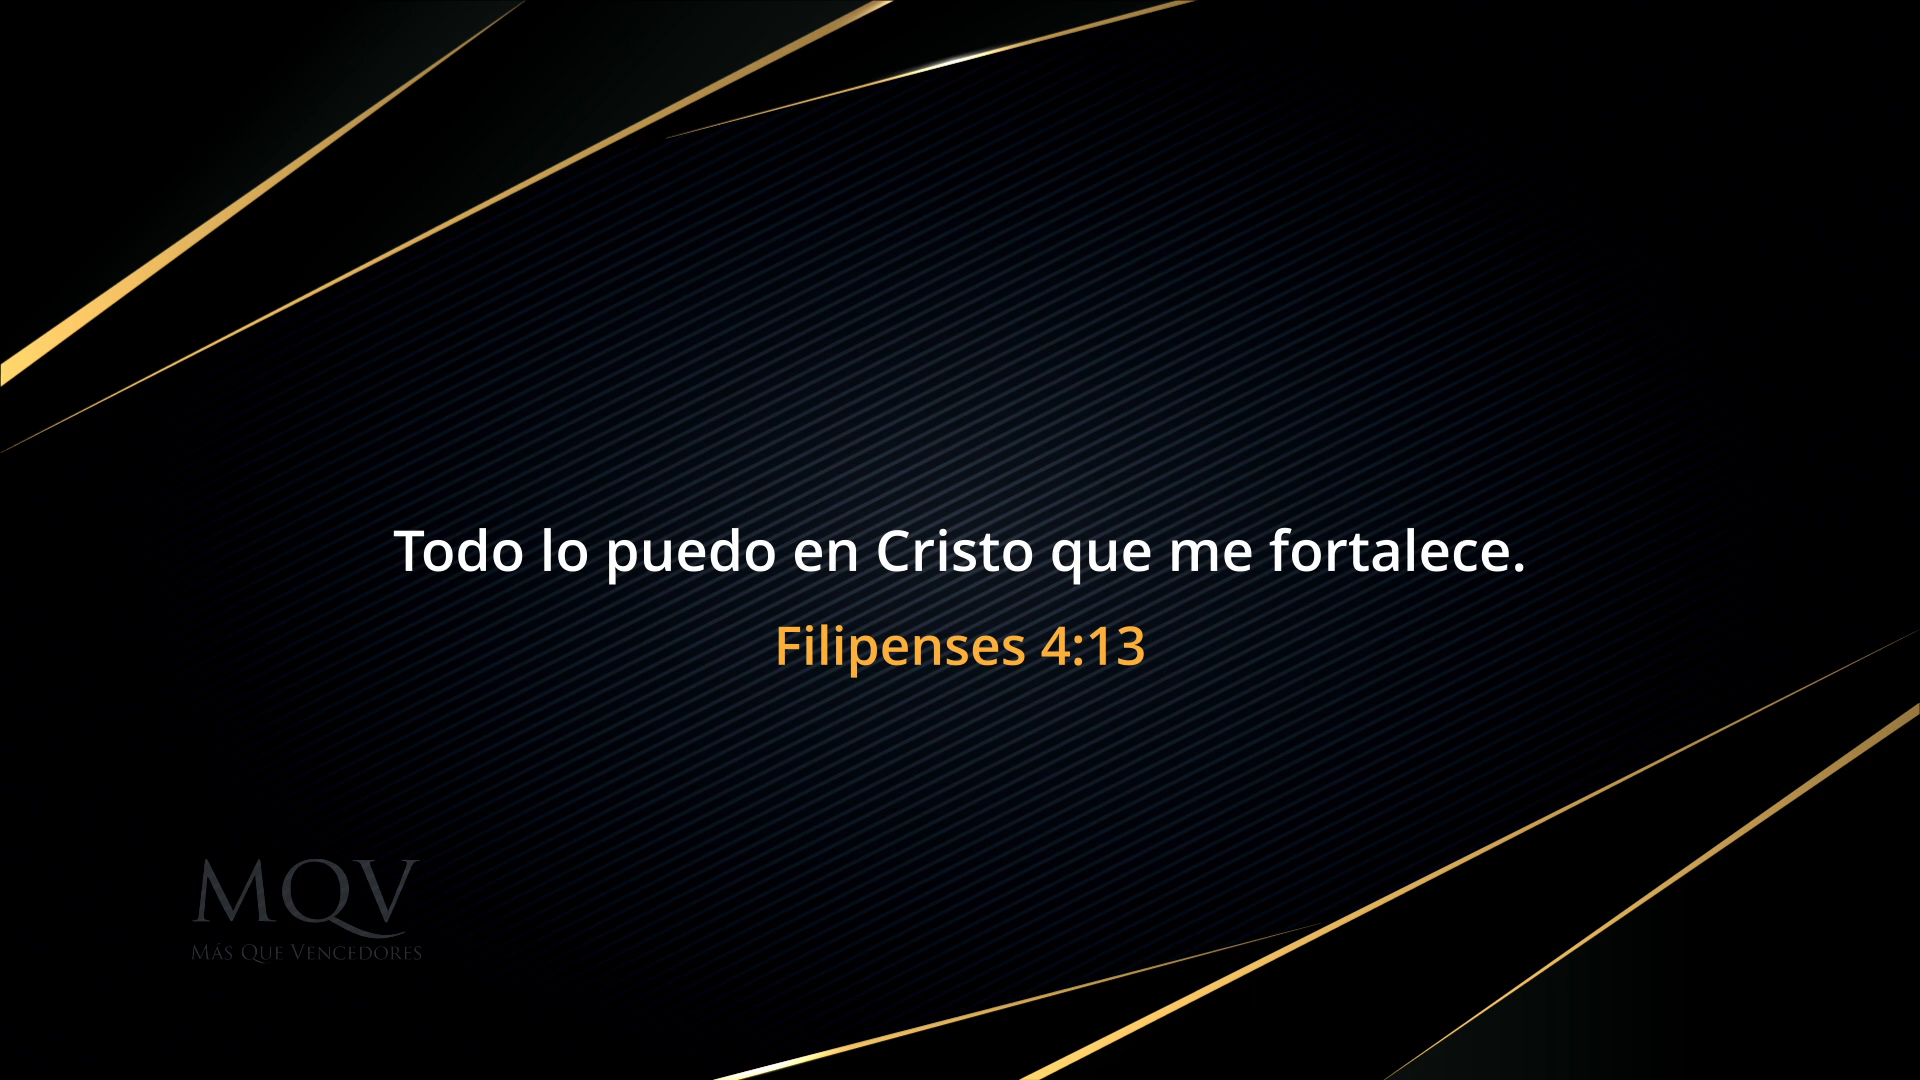 Todo lo puedo en Cristo que me fortalece.
Filipenses 4:13
MQV
Más Que Vencedores